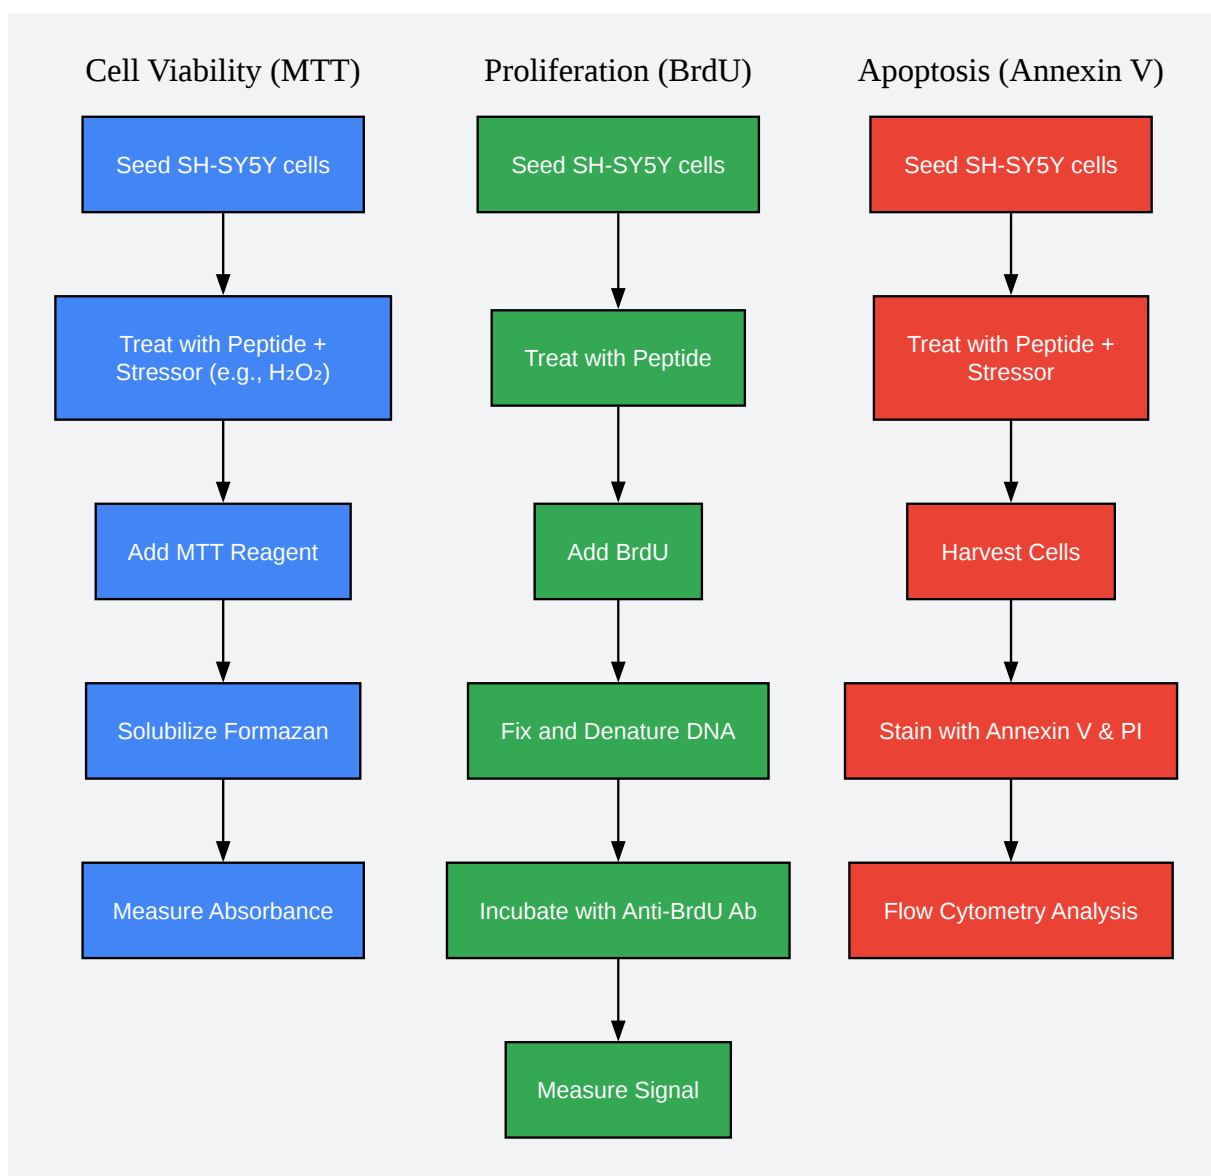 Cell Viability (MTT)
Seed SH-SY5Y cells
Treat with Peptide +
Stressor (e.g., H₂O₂)
Add MTT Reagent
Solubilize Formazan
Measure Absorbance
Proliferation (BrdU)
Seed SH-SY5Y cells
Treat with Peptide
Add BrdU
Fix and Denature DNA
Incubate with Anti-BrdU Ab
Measure Signal
Apoptosis (Annexin V)
Seed SH-SY5Y cells
Treat with Peptide +
Stressor
Harvest Cells
Stain with Annexin V & PI
Flow Cytometry Analysis